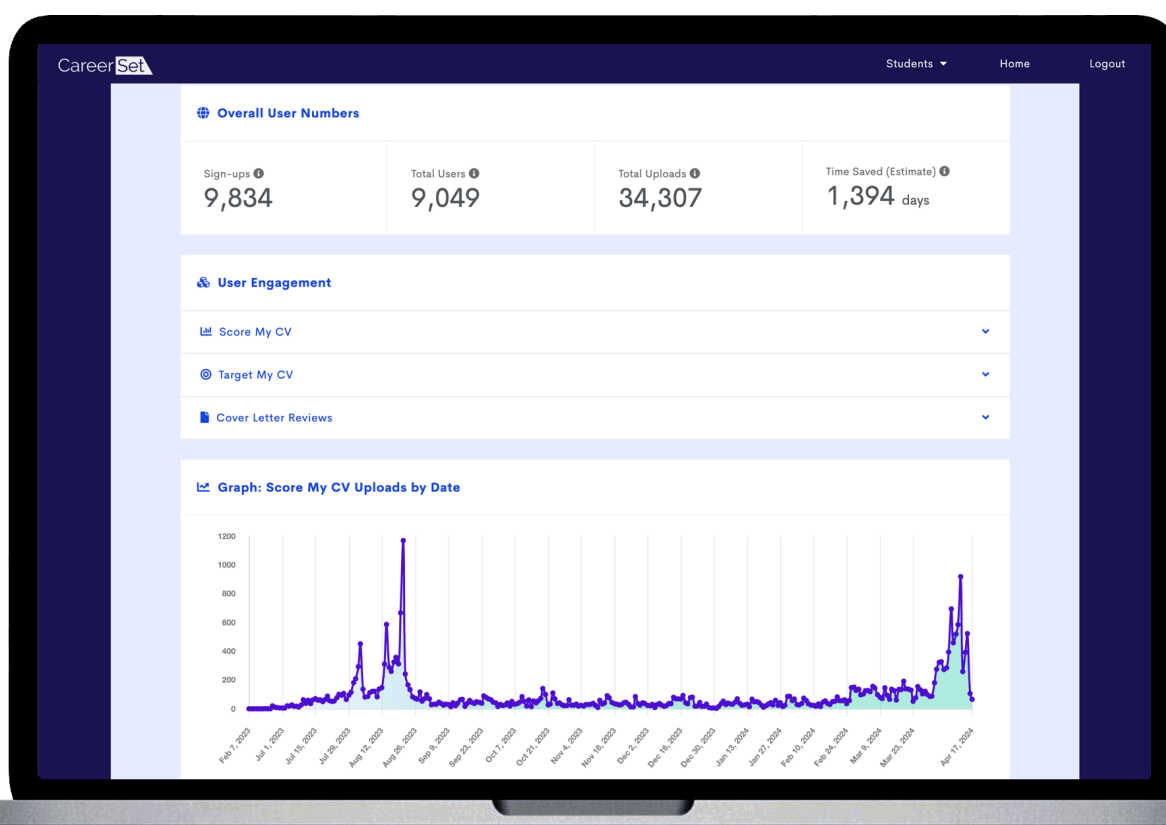 CareerSet
Students
Home
Logout
Overall User Numbers
Sign-ups
9,834
Total Users
9,049
Total Uploads
34,307
Time Saved (Estimate)
1,394 days
User Engagement
Score My CV
Target My CV
Cover Letter Reviews
Graph: Score My CV Uploads by Date
1200
1000
800
600
400
200
0
Feb 7, 2023
Jul 1, 2023
Jul 15, 2023
Jul 29, 2023
Aug 12, 2023
Aug 26, 2023
Sep 9, 2023
Sep 23, 2023
Oct 7, 2023
Oct 21, 2023
Nov 4, 2023
Nov 18, 2023
Dec 2, 2023
Dec 16, 2023
Dec 30, 2023
Jan 13, 2024
Jan 27, 2024
Feb 10, 2024
Feb 24, 2024
Mar 9, 2024
Mar 23, 2024
Apr 17, 2024